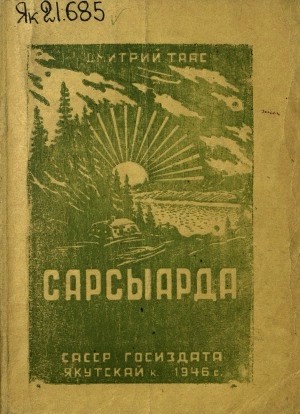 Як 21.685
ДМИТРИЙ ТААС
САРСЫАРДА
САССР ГОСИЗДАТА
ЯКУТСКАЙ к. 1946 с.